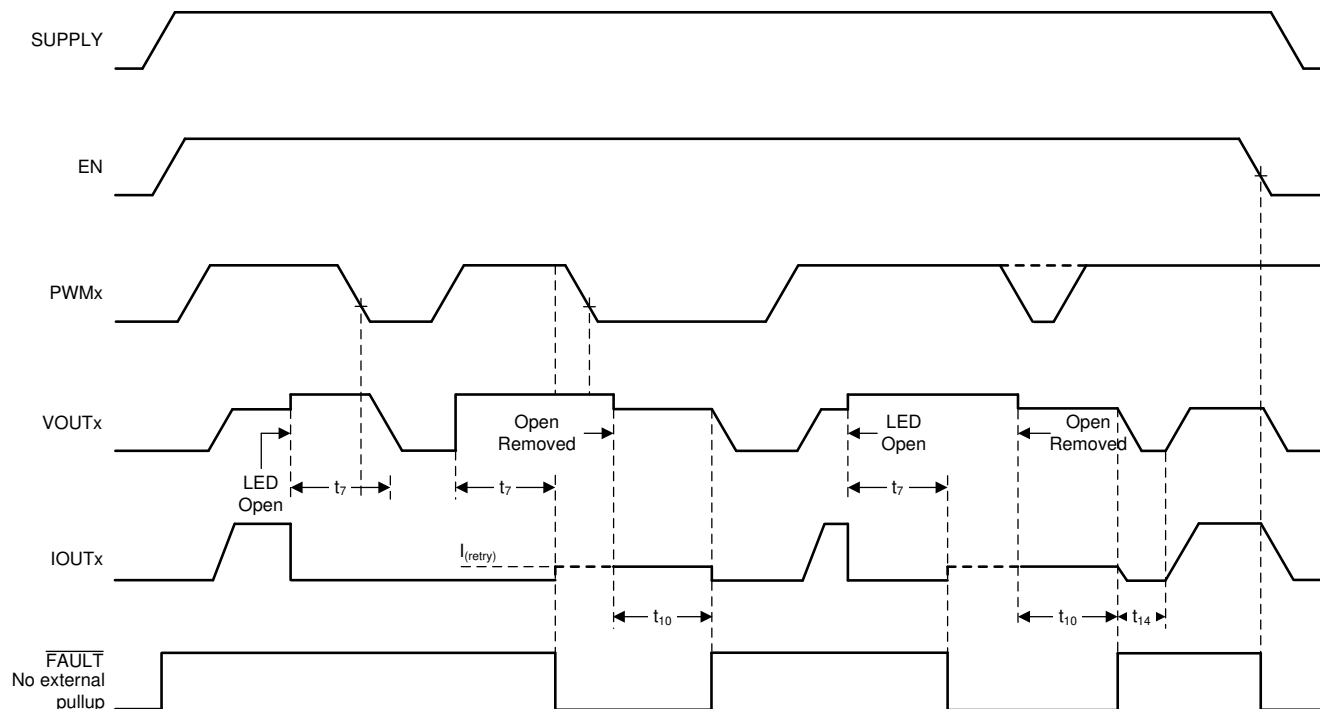 SUPPLY
EN
PWMx
VOUTx
LED
Open
Open
Removed
LED
Open
Open
Removed
t7
t7
t7
IOUTx
I(retry)
t10
t10
t14
FAULT
No external
pullup